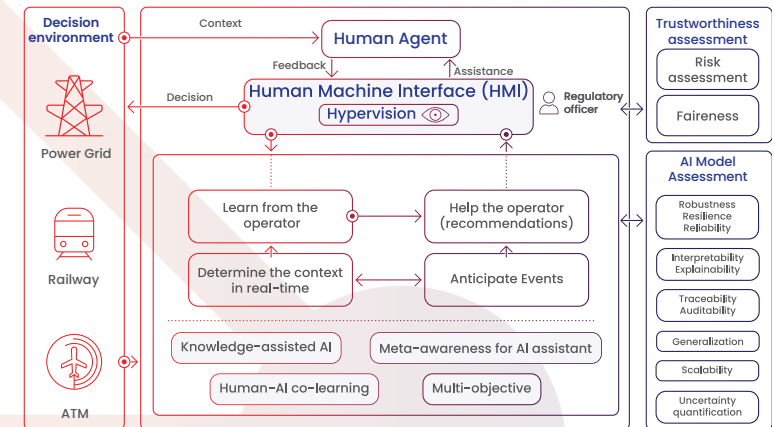 Decision
environment
Power Grid
Railway
ATM
Context
Human Agent
Feedback
Assistance
Decision
Human Machine Interface (HMI)
Hypervision
Regulatory
officer
Learn from the
operator
Help the operator
(recommendations)
Determine the context
in real-time
Anticipate Events
Knowledge-assisted AI
Meta-awareness for AI assistant
Human-AI co-learning
Multi-objective
Trustworthiness
assessment
Risk
assessment
Faireness
AI Model
Assessment
Robustness
Resilience
Reliability
Interpretability
Explainability
Traceability
Auditability
Generalization
Scalability
Uncertainty
quantification